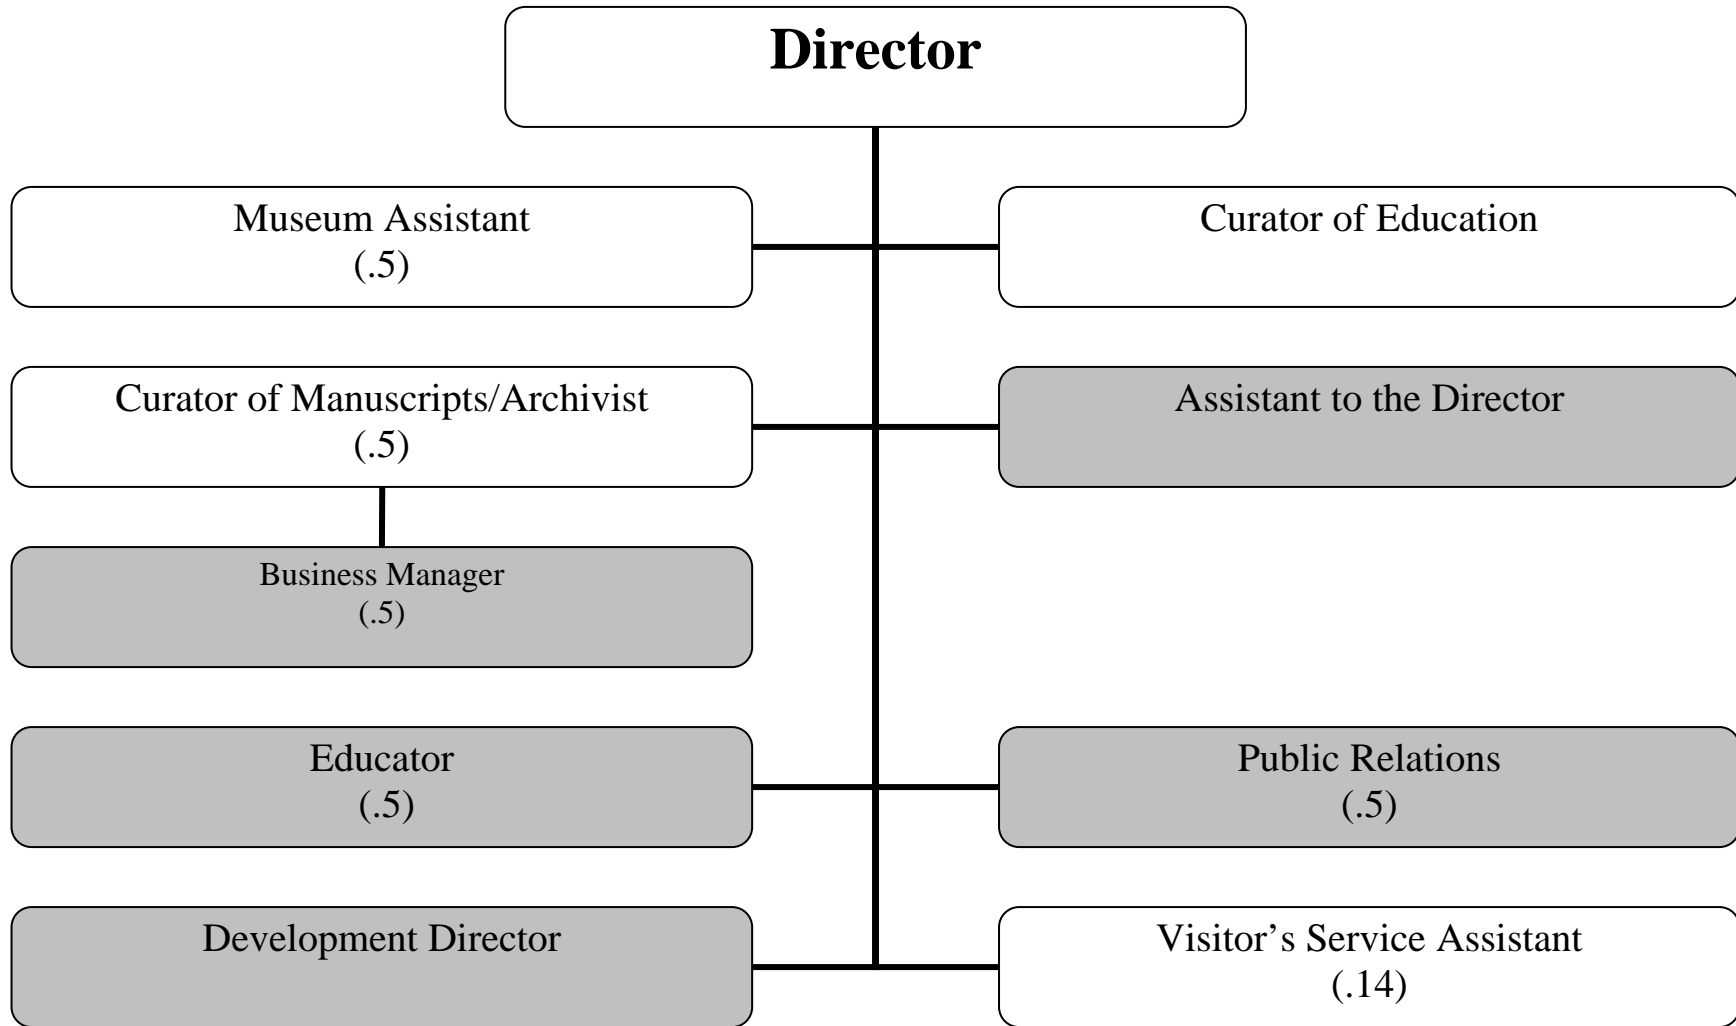 Director
Museum Assistant
(.5)
Curator of Education
Curator of Manuscripts/Archivist
(.5)
Assistant to the Director
Business Manager
(.5)
Educator
(.5)
Public Relations
(.5)
Development Director
Visitor’s Service Assistant
(.14)